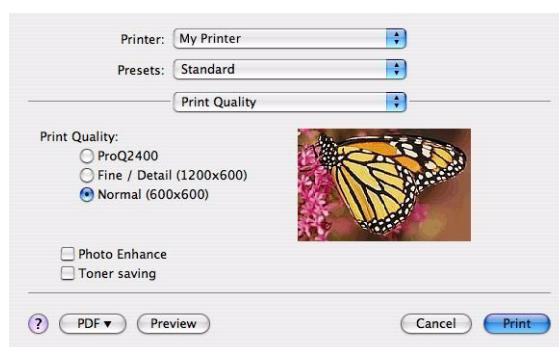 Printer: My Printer
Presets: Standard
Print Quality
Print Quality:
ProQ2400
Fine / Detail (1200x600)
Normal (600x600)
Photo Enhance
Toner saving
? PDF▼ Preview Cancel Print